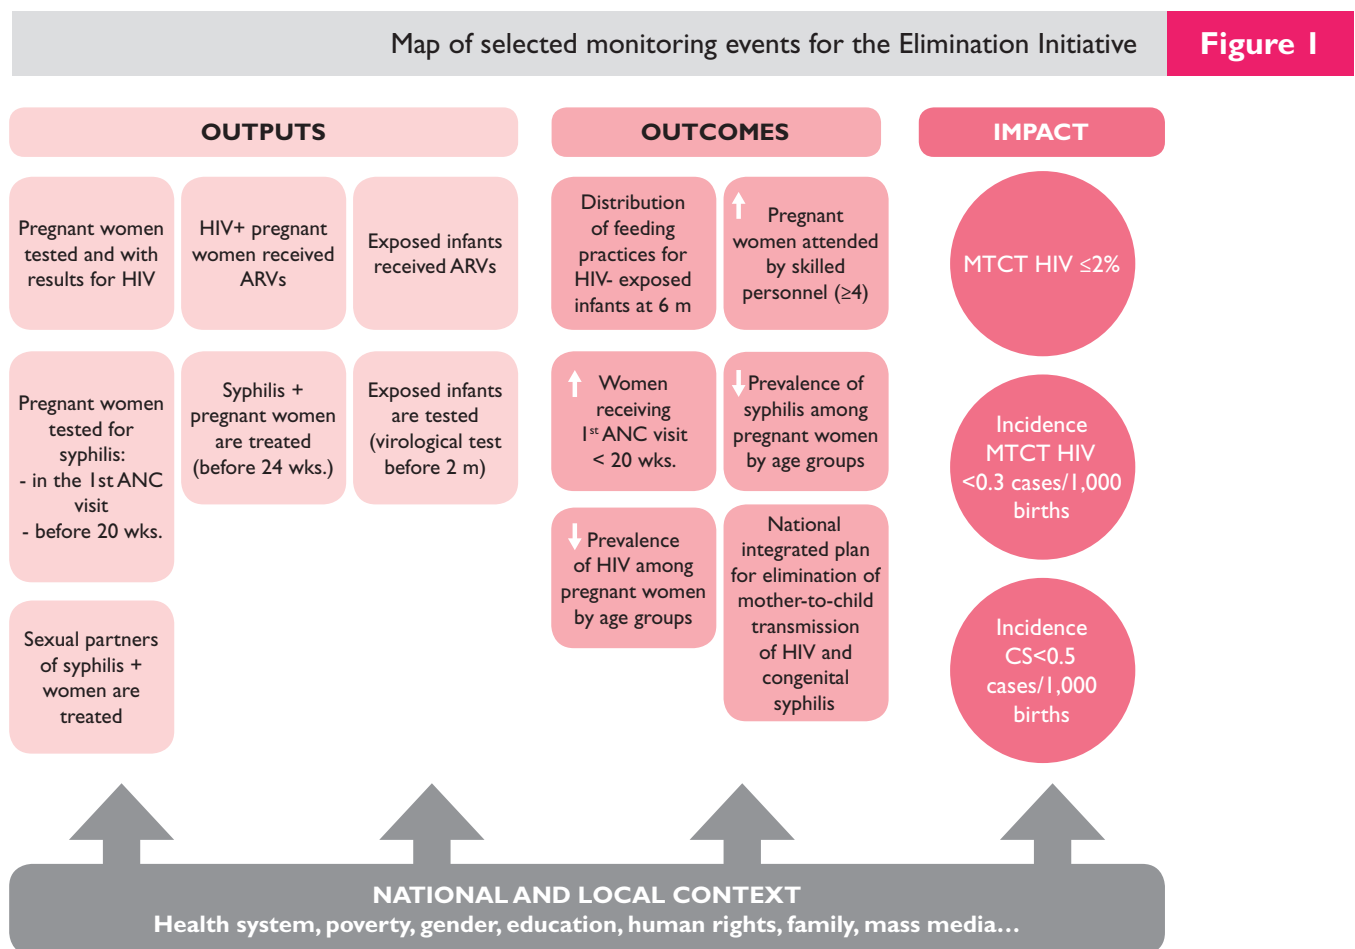 Map of selected monitoring events for the Elimination Initiative
Figure 1
OUTPUTS
Pregnant women
tested and with
results for HIV
HIV+ pregnant
women received
ARVs
Exposed infants
received ARVs
Pregnant women
tested for
syphilis:
- in the 1st ANC
visit
- before 20 wks.
Syphilis +
pregnant women
are treated
(before 24 wks.)
Exposed infants
are tested
(virological test
before 2 m)
Sexual partners
of syphilis +
women are
treated
OUTCOMES
Distribution
of feeding
practices for
HIV- exposed
infants at 6 m
Pregnant
women attended
by skilled
personnel (≥4)
Women
receiving
1st ANC visit
< 20 wks.
Prevalence of
syphilis among
pregnant women
by age groups
Prevalence
of HIV among
pregnant women
by age groups
National
integrated plan
for elimination of
mother-to-child
transmission
of HIV and
congenital
syphilis
IMPACT
MTCT HIV ≤2%
Incidence
MTCT HIV
<0.3 cases/1,000
births
Incidence
CS<0.5
cases/1,000
births
NATIONAL AND LOCAL CONTEXT
Health system, poverty, gender, education, human rights, family, mass media…